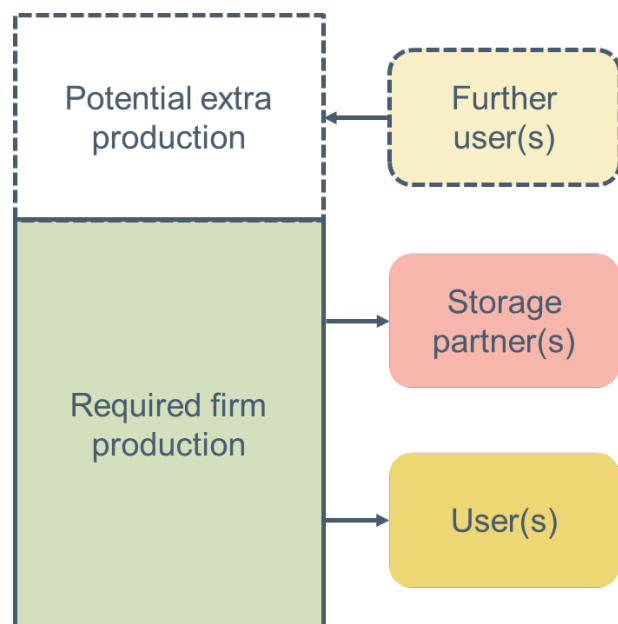 Potential extra
production
Further
user(s)
Storage
partner(s)
Required firm
production
User(s)